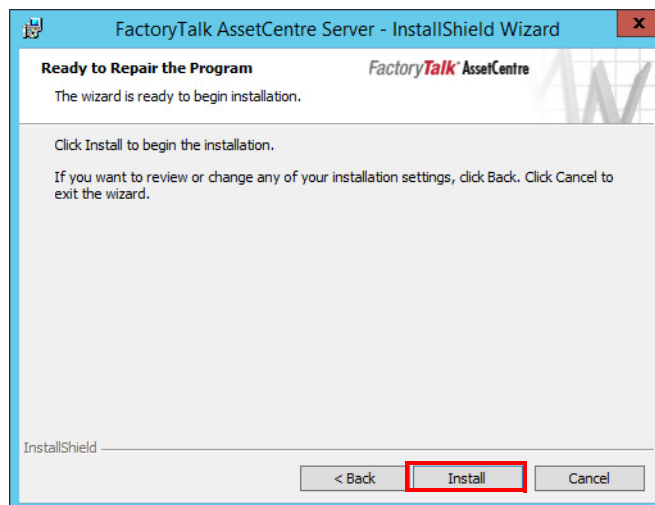 FactoryTalk AssetCentre Server - InstallShield Wizard
x
Ready to Repair the Program
FactoryTalk AssetCentre
The wizard is ready to begin installation.
Click Install to begin the installation.
If you want to review or change any of your installation settings, click Back. Click Cancel to
exit the wizard.
InstallShield
< Back
Install
Cancel